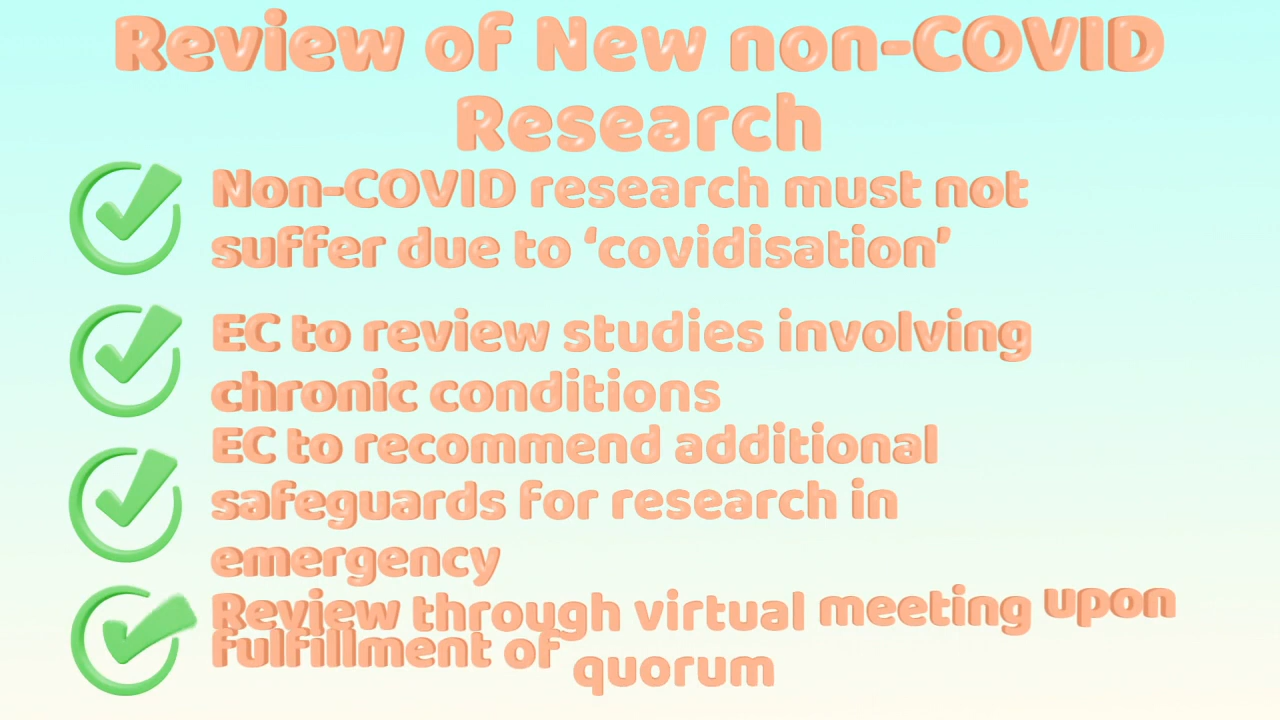 Review of New non-COVID
Research
Non-COVID research must not
suffer due to ‘covidisation’
EC to review studies involving
chronic conditions
EC to recommend additional
safeguards for research in
emergency
Review through virtual meeting upon
fulfillment of quorum